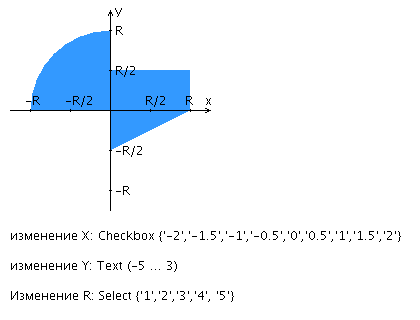 y
R
R/2
-R
-R/2
R/2
R
x
-R/2
-R
изменение X: Checkbox {'-2','-1.5','-1','-0.5','0','0.5','1','1.5','2'}
изменение Y: Text (-5 ... 3)
Изменение R: Select {'1','2','3','4', '5'}